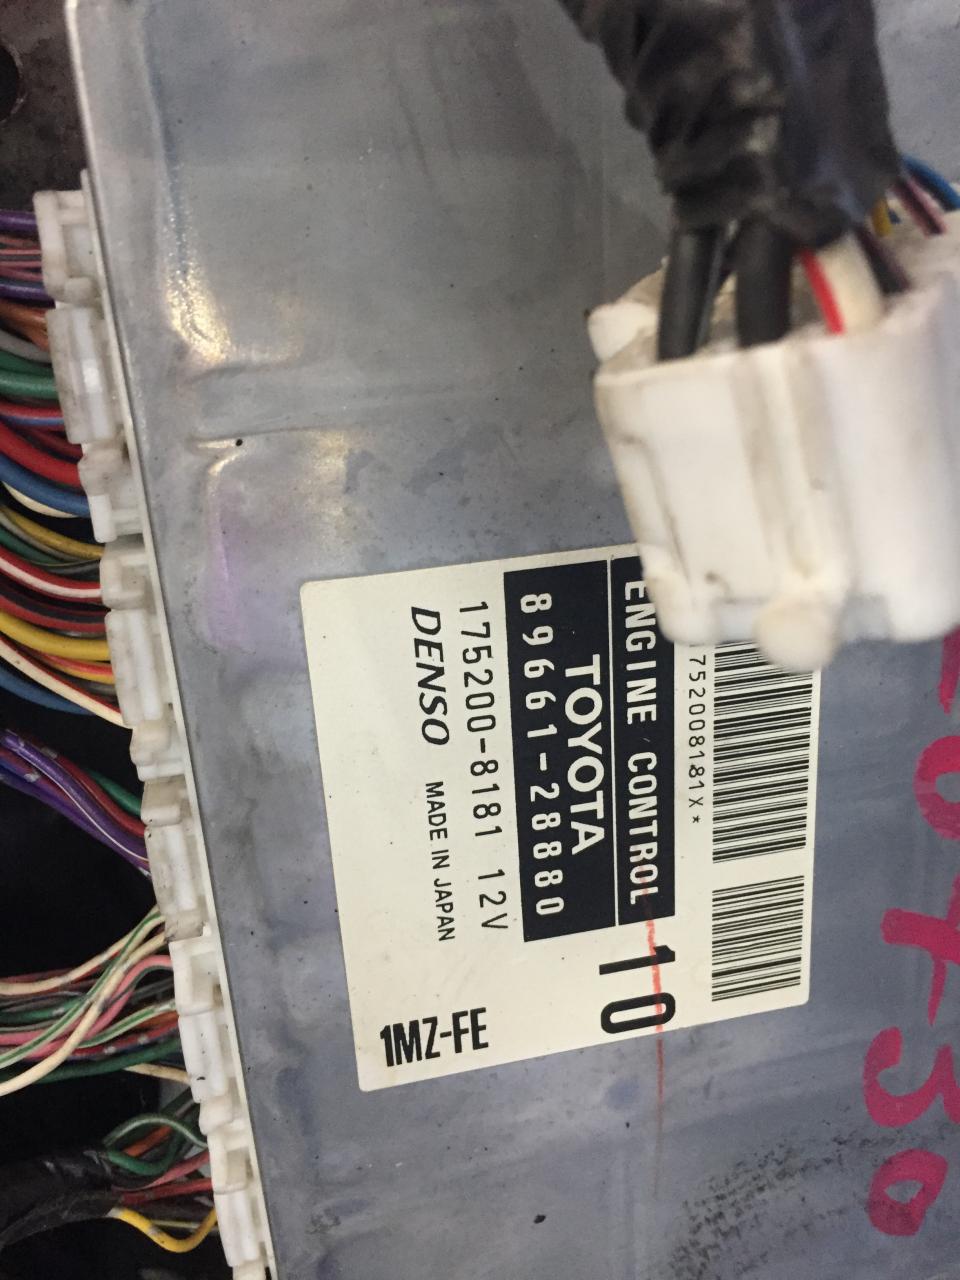 752008181X*
ENGINE CONTROL 10
TOYOTA
89661-28880
175200-8181 12V
DENSO MADE IN JAPAN
1MZ-FE